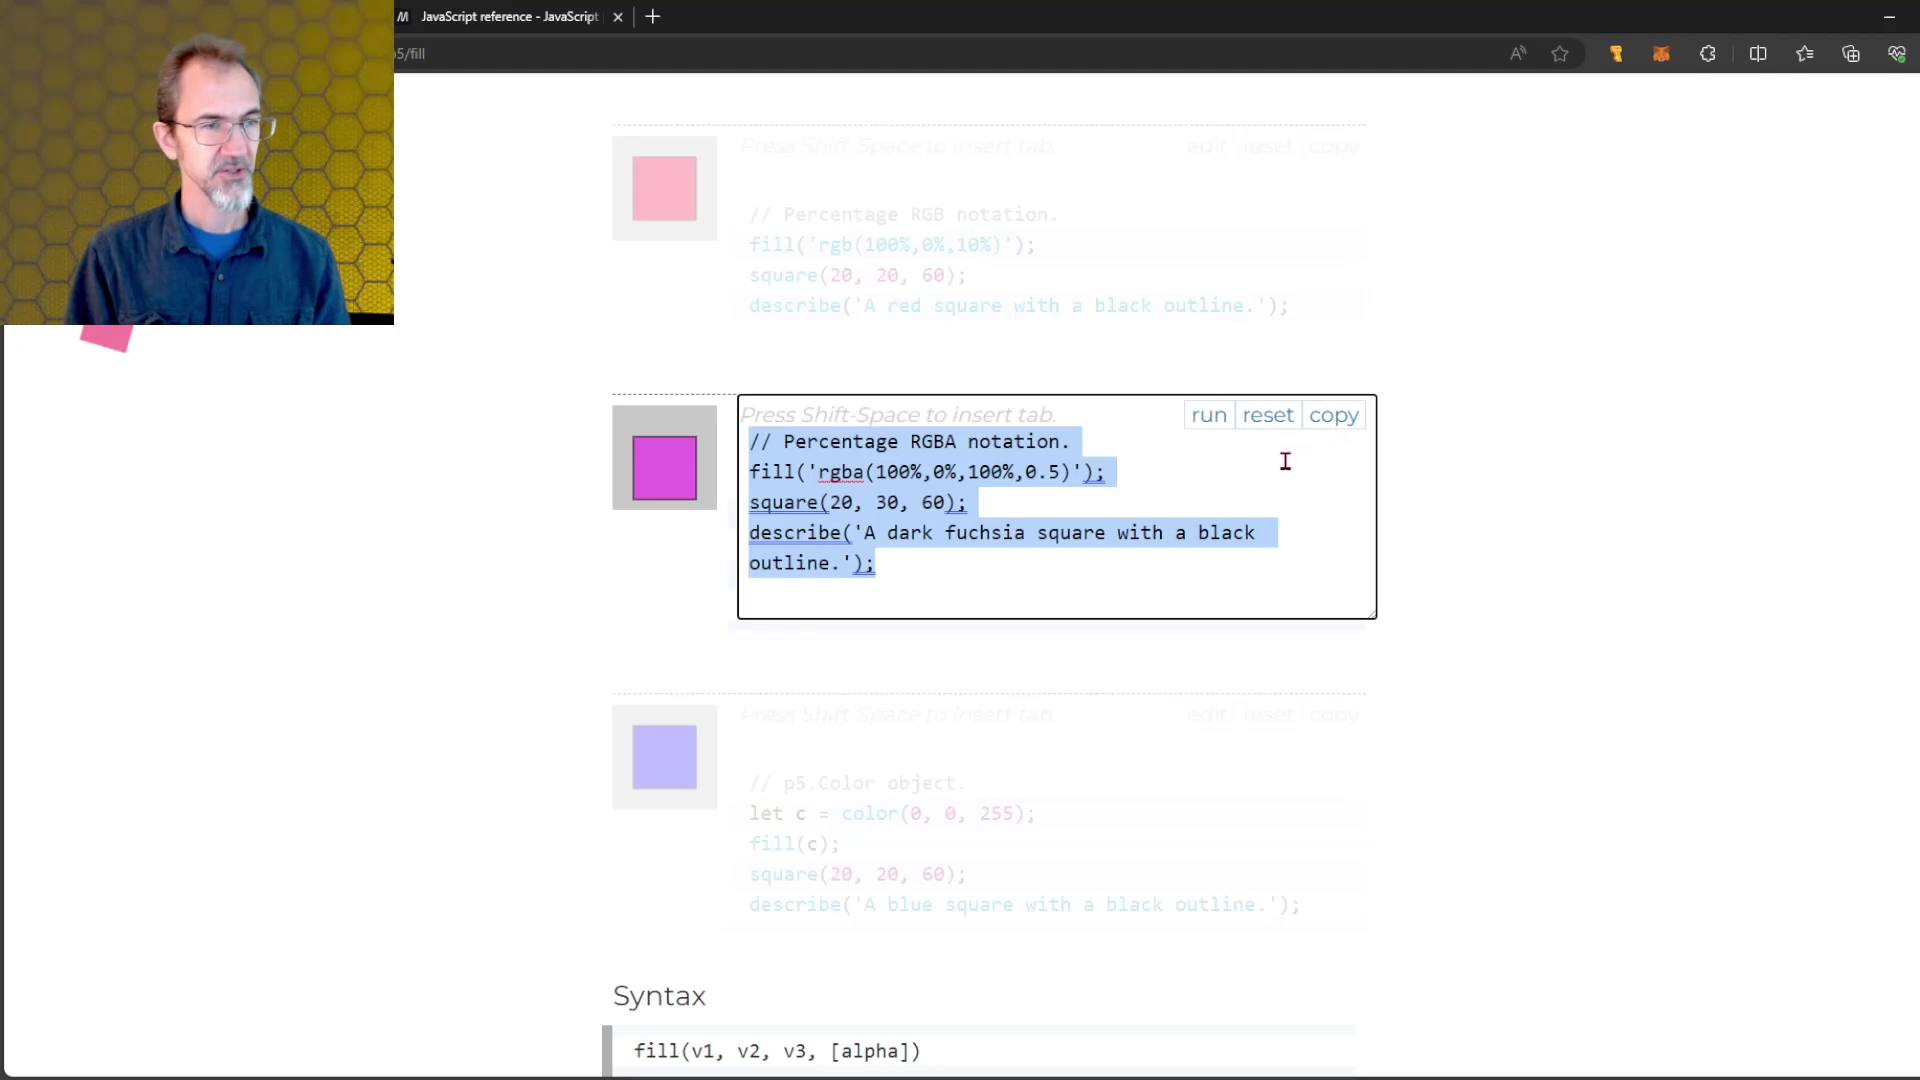 JavaScript reference - JavaScript
5/fill
Press Shift-Space to insert tab.
edit reset copy
// Percentage RGB notation.
fill('rgb(100%,0%,10%)');
square(20, 20, 60);
describe('A red square with a black outline.');
Press Shift-Space to insert tab.
run reset copy
// Percentage RGBA notation.
fill('rgba(100%,0%,100%,0.5)');
square(20, 30, 60);
describe('A dark fuchsia square with a black
outline.');
Press Shift-Space to insert tab.
edit reset copy
// p5.Color object.
let c = color(0, 0, 255);
fill(c);
square(20, 20, 60);
describe('A blue square with a black outline.');
Syntax
fill(v1, v2, v3, [alpha])